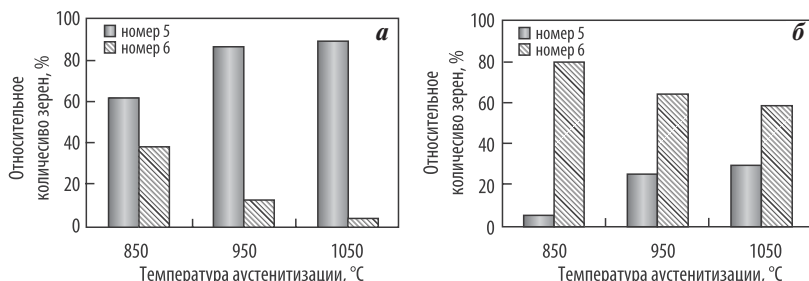 100
80
60
40
20
0
номер 5
номер 6
а
Относительное
количесиво зерен, %
850 950 1050
Температура аустенитизации, °С
100
80
60
40
20
0
номер 5
номер 6
б
Относительное
количесиво зерен, %
850 950 1050
Температура аустенитизации, °С